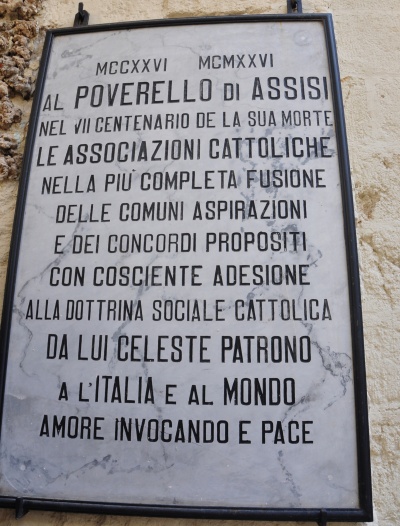 MCCXXVI MCMXXVI
AL POVERELLO DI ASSISI
NEL VII CENTENARIO DE LA SUA MORTE
LE ASSOCIAZIONI CATTOLICHE
NELLA PIU' COMPLETA FUSIONE
DELLE COMUNI ASPIRAZIONI
E DEI CONCORDI PROPOSITI
CON COSCIENTE ADESIONE
ALLA DOTTRINA SOCIALE CATTOLICA
DA LUI CELESTE PATRONO
A L'ITALIA E AL MONDO
AMORE INVOCANDO E PACE